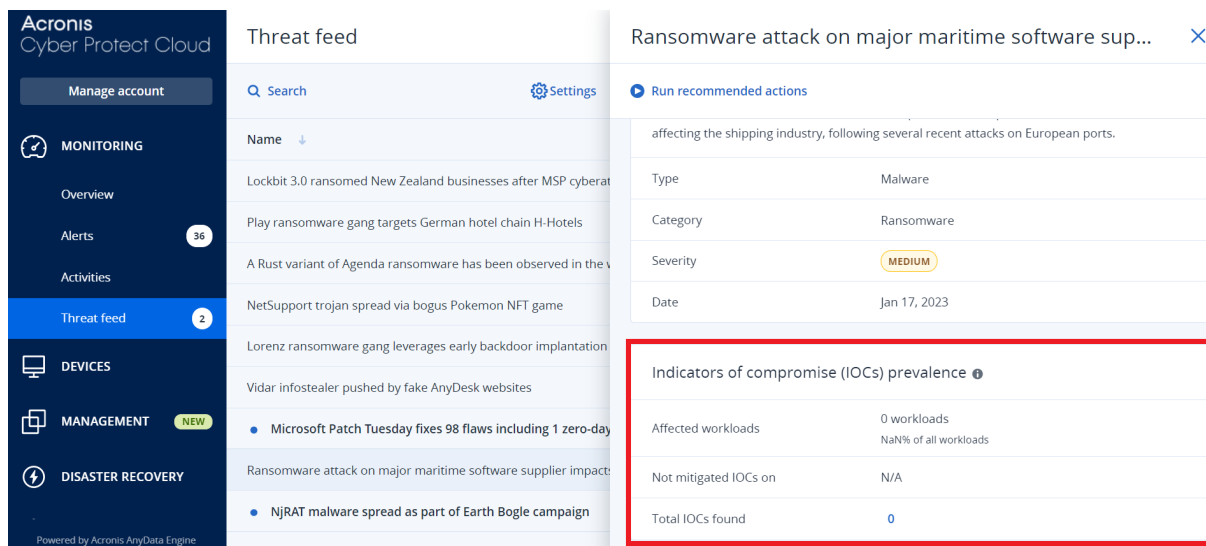 Acronis
Cyber Protect Cloud
Manage account
MONITORING
Overview
Alerts
36
Activities
Threat feed
2
DEVICES
MANAGEMENT
NEW
DISASTER RECOVERY
Powered by Acronis AnyData Engine
Threat feed
Search
Settings
Name ↓
Lockbit 3.0 ransomed New Zealand businesses after MSP cyberat
Play ransomware gang targets German hotel chain H-Hotels
A Rust variant of Agenda ransomware has been observed in the
NetSupport trojan spread via bogus Pokemon NFT game
Lorenz ransomware gang leverages early backdoor implantation
Vidar infostealer pushed by fake AnyDesk websites
Microsoft Patch Tuesday fixes 98 flaws including 1 zero-day
Ransomware attack on major maritime software supplier impacts
NjRAT malware spread as part of Earth Bogle campaign
Ransomware attack on major maritime software sup...
Run recommended actions
affecting the shipping industry, following several recent attacks on European ports.
Type Malware
Category Ransomware
Severity MEDIUM
Date Jan 17, 2023
Indicators of compromise (IOCs) prevalence
Affected workloads 0 workloads
NaN% of all workloads
Not mitigated IOCs on N/A
Total IOCs found 0